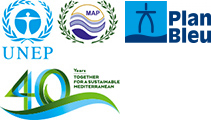 UNEP
MAP
Plan
Bleu
40
Years
TOGETHER
FOR A SUSTAINABLE
MEDITERRANEAN